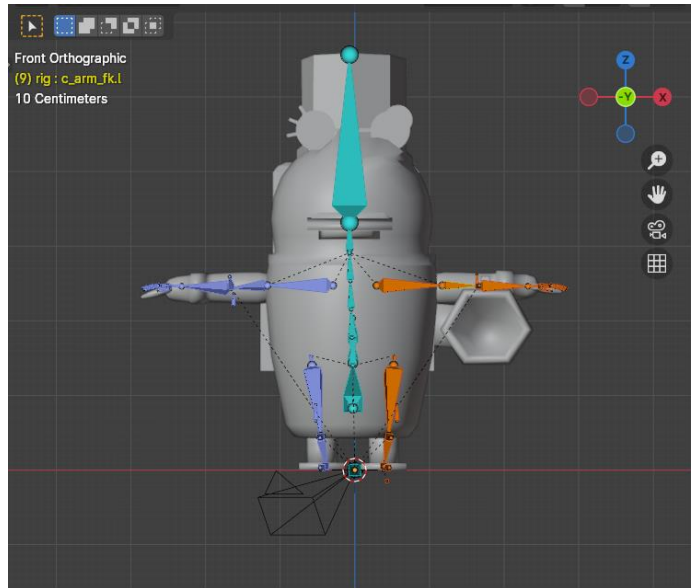 Front Orthographic
(9) rig : c_arm_fk.l
10 Centimeters
Z
-Y
X